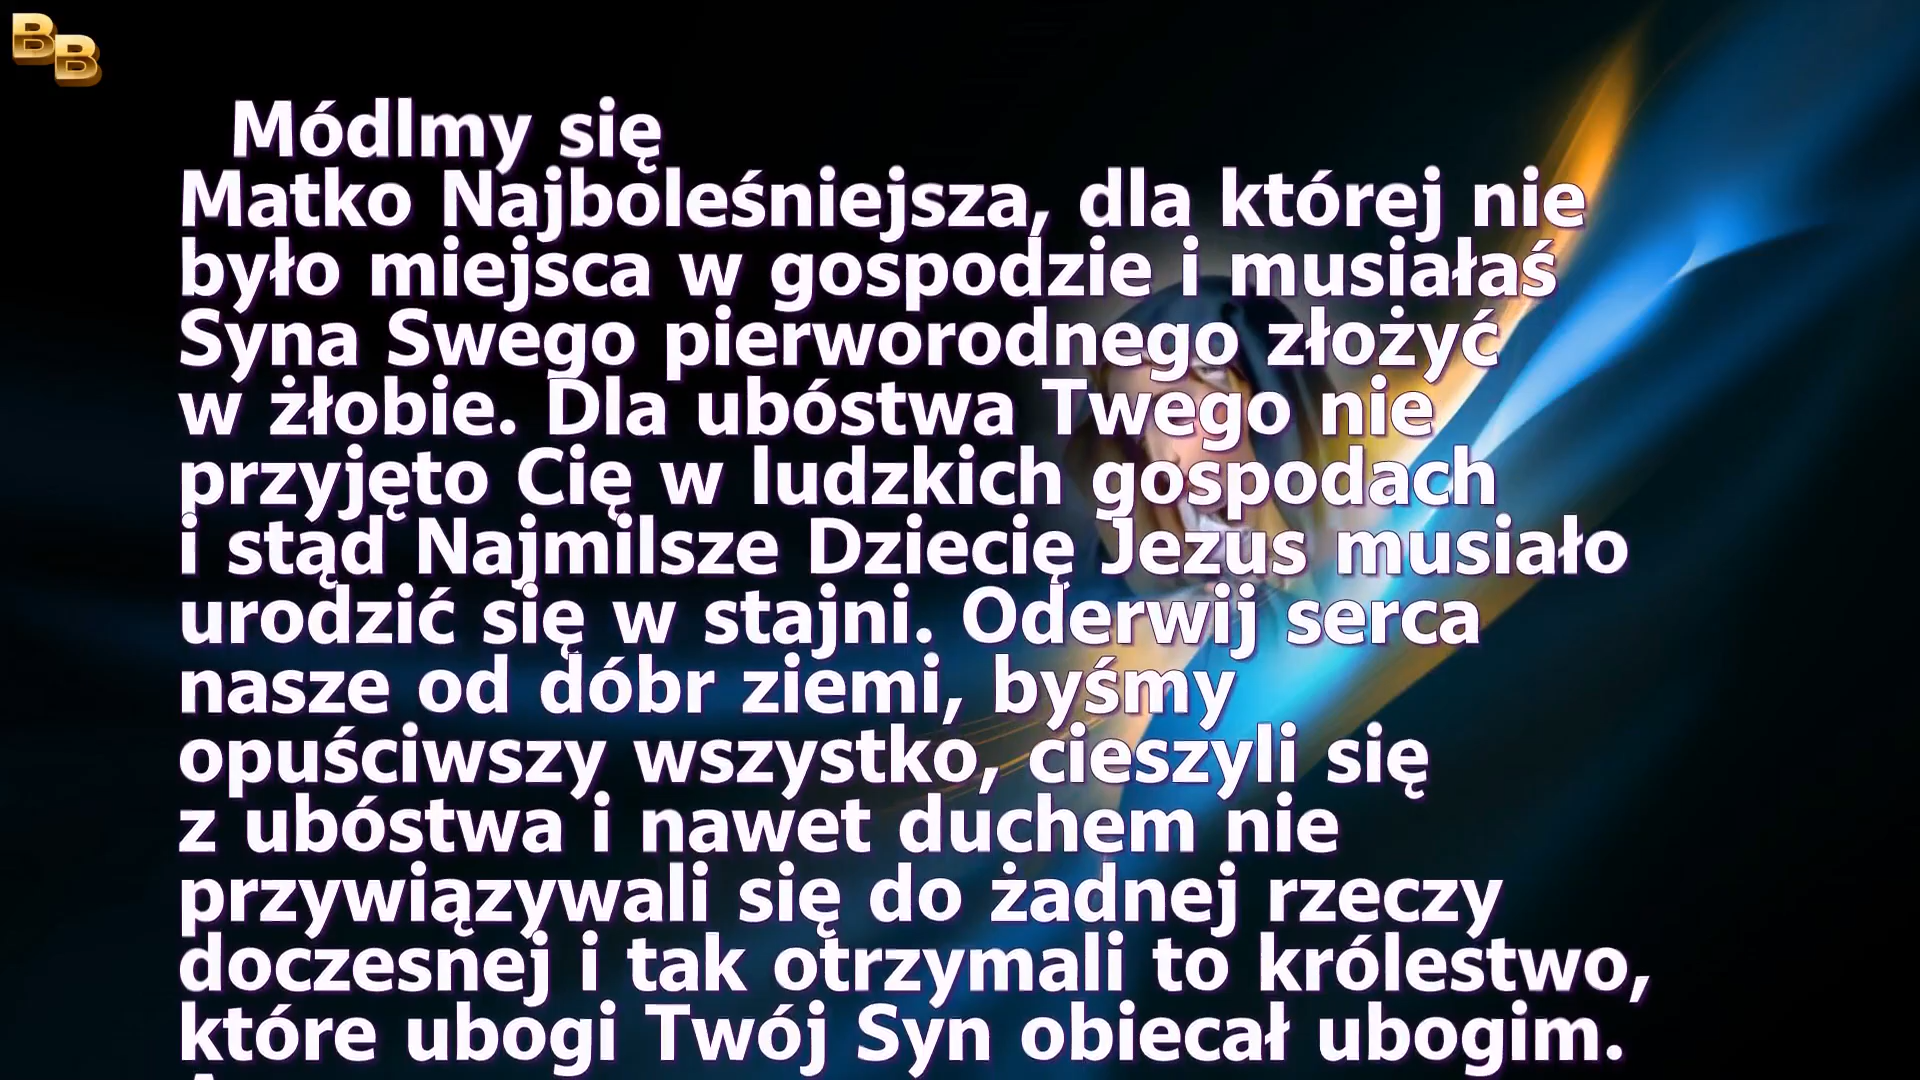 BB
Módlmy się
Matko Najboleśniejsza, dla której nie
było miejsca w gospodzie i musiałaś
Syna Swego pierworodnego złożyć
w żłobie. Dla ubóstwa Twego nie
przyjęto Cię w ludzkich gospodach
i stąd Najmilsze Dziecię Jezus musiało
urodzić się w stajni. Oderwij serca
nasze od dóbr ziemi, byśmy
opuściwszy wszystko, cieszyli się
z ubóstwa i nawet duchem nie
przywiązywali się do żadnej rzeczy
doczesnej i tak otrzymali to królestwo,
które ubogi Twój Syn obiecał ubogim.